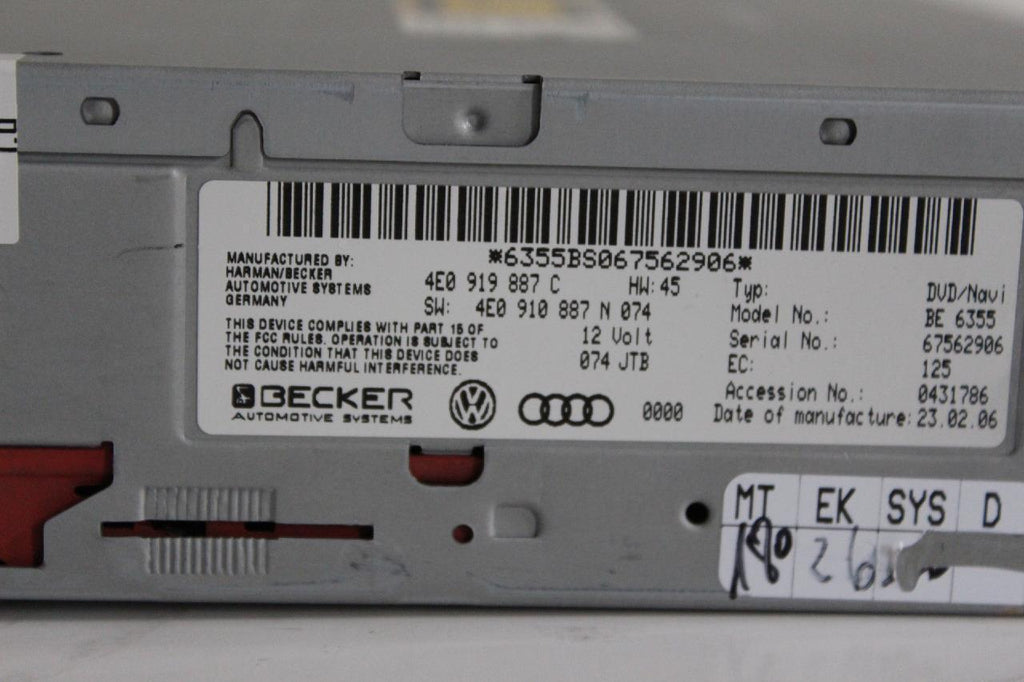 *6355BS067562906*
MANUFACTURED BY:
HARMAN/BECKER
AUTOMOTIVE SYSTEMS
GERMANY
4E0 919 887 C HW: 45
SW: 4E0 910 887 N 074
THIS DEVICE COMPLIES WITH PART 15 OF
THE FCC RULES. OPERATION IS SUBJECT TO
THE CONDITION THAT THIS DEVICE DOES
NOT CAUSE HARMFUL INTERFERENCE.
12 Volt
074 JTB
BECKER
AUTOMOTIVE SYSTEMS
0000
Typ: DVD/Navi
Model No.: BE 6355
Serial No.: 67562906
EC: 125
Accession No.: 0431786
Date of manufacture: 23.02.06
MT EK SYS D